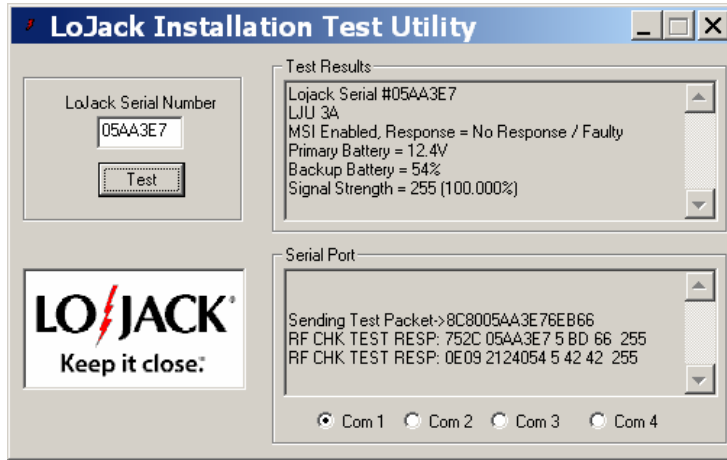 LoJack Installation Test Utility
LoJack Serial Number
05AA3E7
Test
Test Results
Lojack Serial #05AA3E7
LJU 3A
MSI Enabled, Response = No Response / Faulty
Primary Battery = 12.4V
Backup Battery = 54%
Signal Strength = 255 (100.000%)
LOJACK®
Keep it close.™
Serial Port
Sending Test Packet->8C8005AA3E76EB66
RF CHK TEST RESP: 752C 05AA3E7 5 BD 66  255
RF CHK TEST RESP: 0E09 2124054 5 42 42  255
Com 1 Com 2 Com 3 Com 4